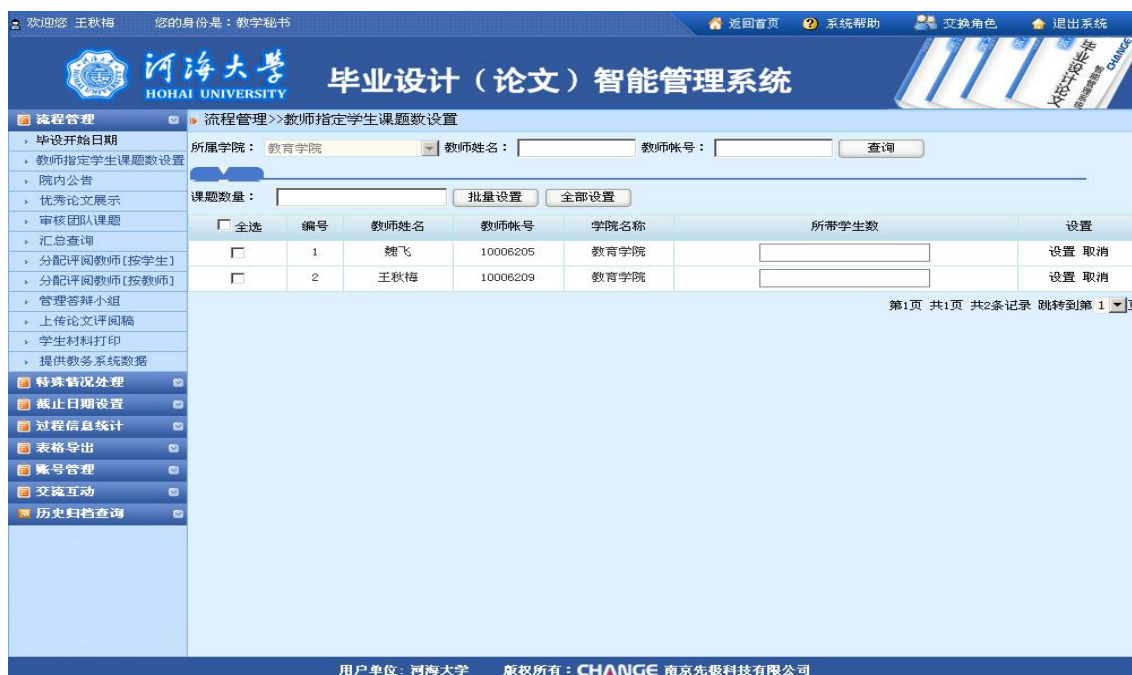 欢迎您 王秋梅 您的身份是：教学秘书 返回首页 系统帮助 交换角色 退出系统
河海大学
HOHAI UNIVERSITY
毕业设计（论文）智能管理系统
毕业设计论文
智能管理系统
CHANGE
流程管理
毕设开始日期
教师指定学生课题数设置
院内公告
优秀论文展示
审核团队课题
汇总查询
分配评阅教师[按学生]
分配评阅教师[按教师]
管理答辩小组
上传论文评阅稿
学生材料打印
提供教务系统数据
特殊情况处理
截止日期设置
过程信息统计
表格导出
账号管理
交流互动
历史归档查询
流程管理>>教师指定学生课题数设置
所属学院： 教育学院 教师姓名： 教师帐号： 查询
课题数量： 批量设置 全部设置
全选 编号 教师姓名 教师帐号 学院名称 所带学生数 设置
1 魏飞 10006205 教育学院 设置 取消
2 王秋梅 10006209 教育学院 设置 取消
第1页 共1页 共2条记录 跳转到第 1
用户单位：河海大学 版权所有：CHANGE 南京先极科技有限公司